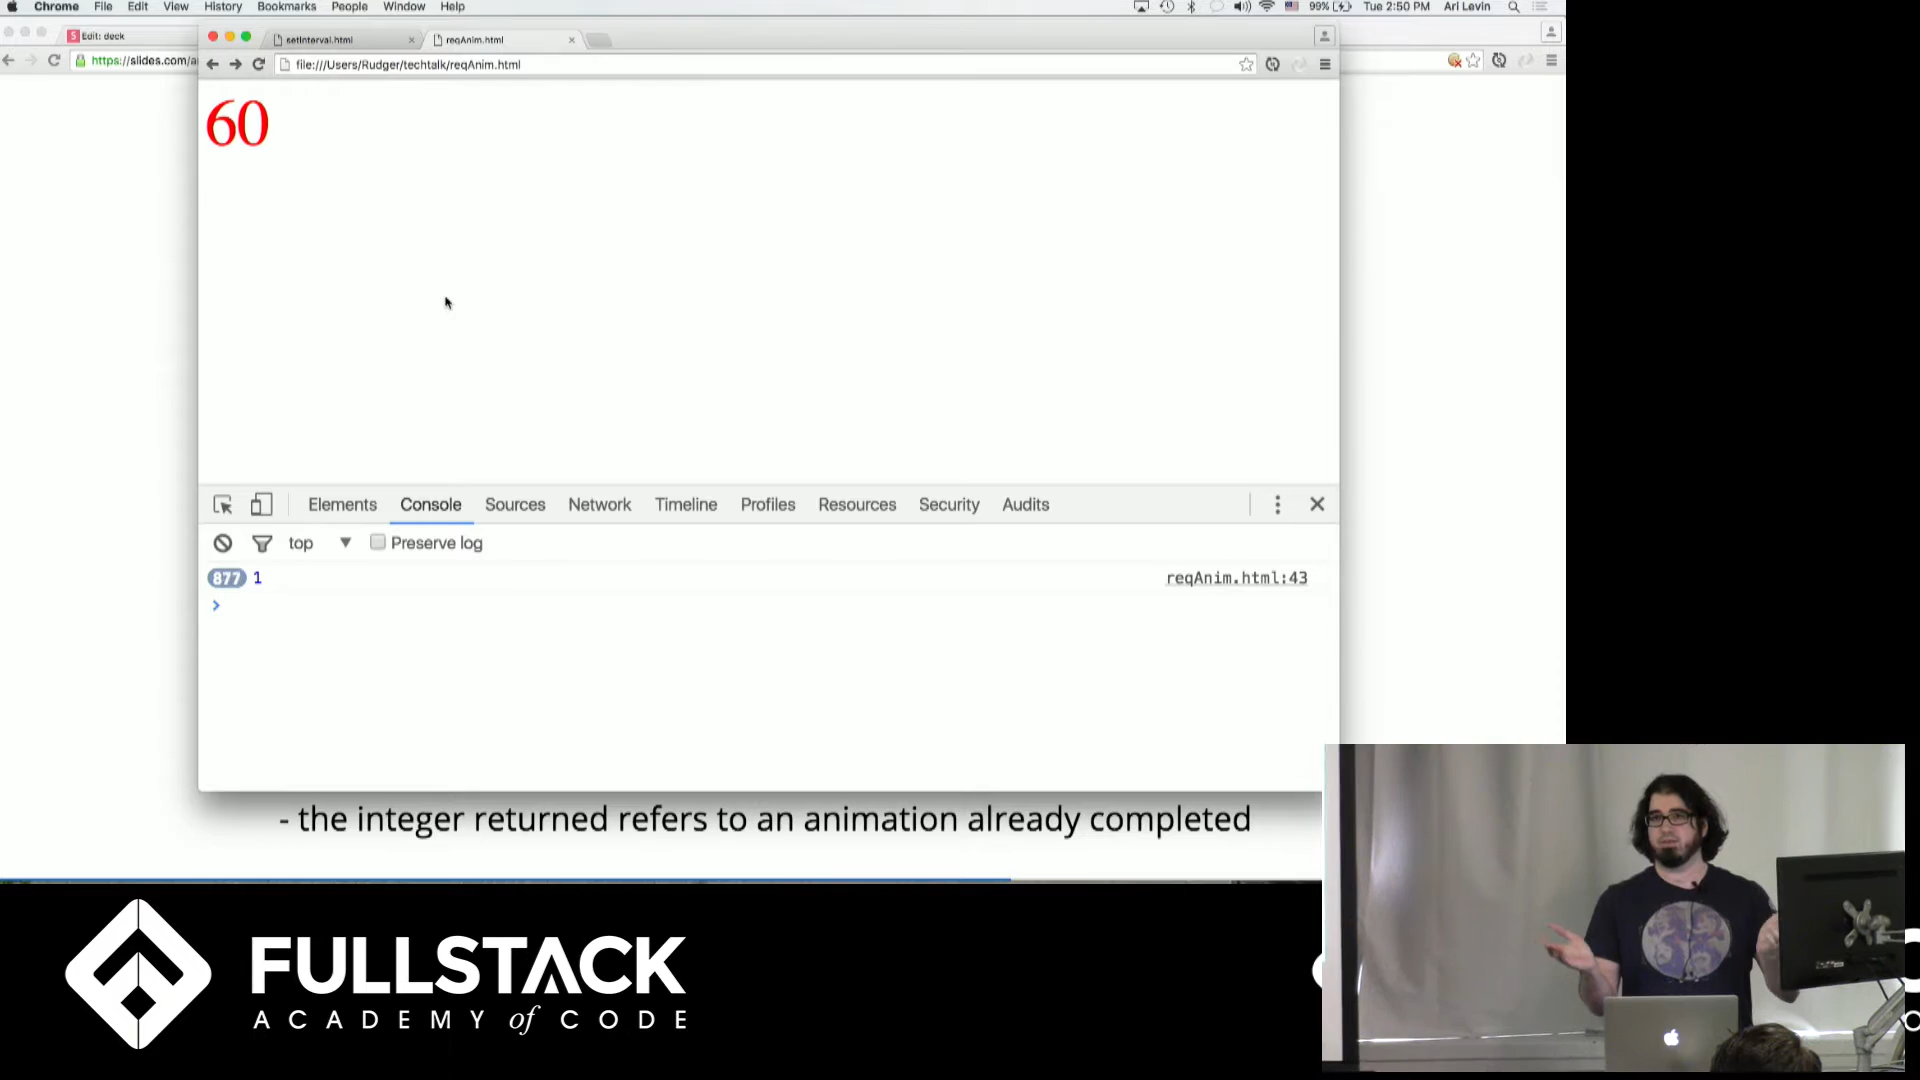 Chrome File Edit View History Bookmarks People Window Help 99% Tue 2:50 PM Ari Levin
S Edit: deck
setInterval.html × reqAnim.html ×
https://slides.com/a
file:///Users/Rudger/techtalk/reqAnim.html
60
Elements Console Sources Network Timeline Profiles Resources Security Audits
top Preserve log
877 1 reqAnim.html:43
- the integer returned refers to an animation already completed
FULLSTACK
ACADEMY of CODE